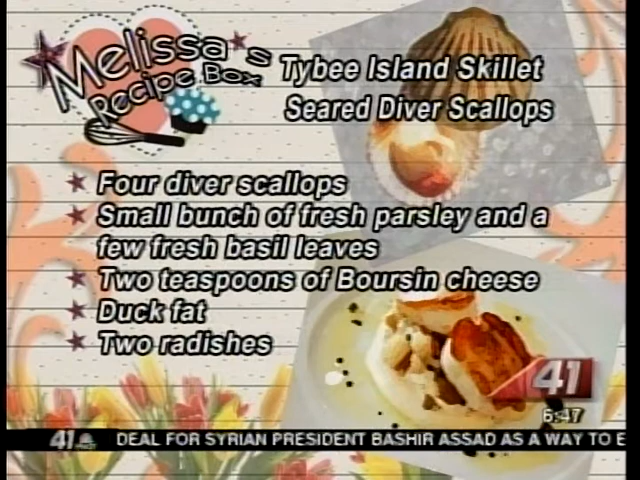 Melissa's
Recipe Box
Tybee Island Skillet
Seared Diver Scallops
Four diver scallops
Small bunch of fresh parsley and a
few fresh basil leaves
Two teaspoons of Boursin cheese
Duck fat
Two radishes
41
6:47
41 DEAL FOR SYRIAN PRESIDENT BASHIR ASSAD AS A WAY TO E